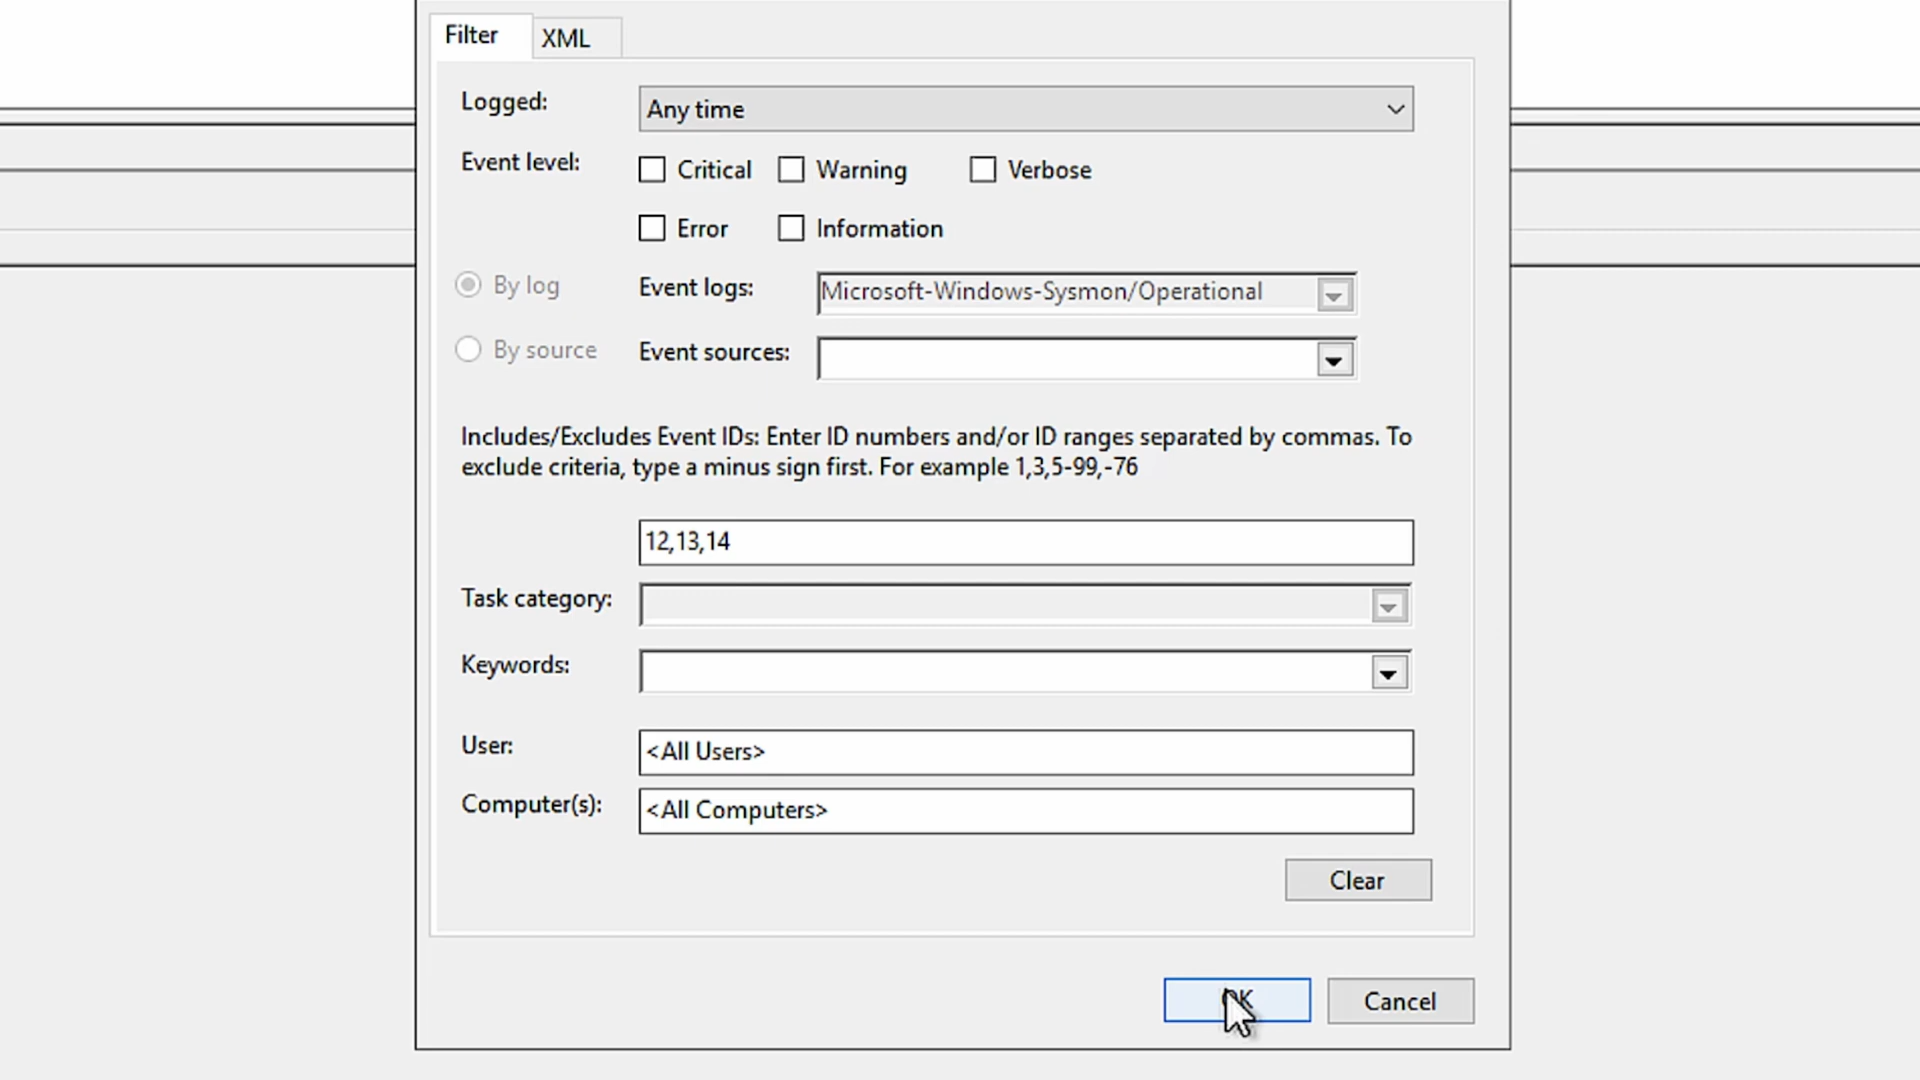 Filter
XML
Logged:
Any time
Event level:
Critical
Warning
Verbose
Error
Information
By log
Event logs:
Microsoft-Windows-Sysmon/Operational
By source
Event sources:
Includes/Excludes Event IDs: Enter ID numbers and/or ID ranges separated by commas. To
exclude criteria, type a minus sign first. For example 1,3,5-99,-76
12,13,14
Task category:
Keywords:
User:
<All Users>
Computer(s):
<All Computers>
Clear
OK
Cancel